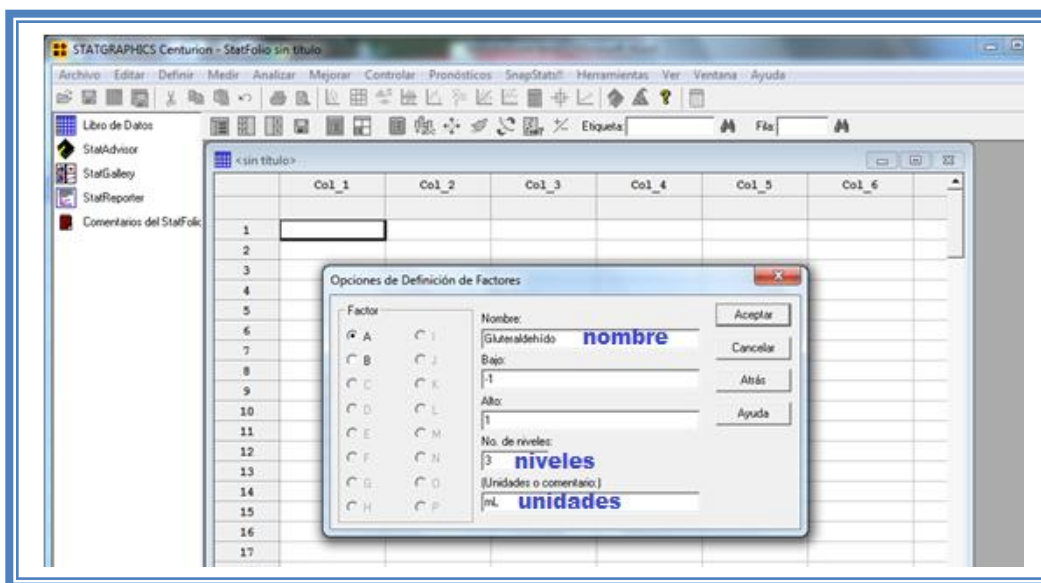 STATGRAPHICS Centurion - StatFolio sin título
Archivo Editar Definir Medir Analizar Mejorar Controlar Pronósticos SnapStats!! Herramientas Ver Ventana Ayuda
Libro de Datos
Etiqueta:
Fila:
StatAdvisor
StatGallery
StatReporter
Comentarios del StatFolio
<sin título>
Col_1 Col_2 Col_3 Col_4 Col_5 Col_6
1
2
3
4
5
6
7
8
9
10
11
12
13
14
15
16
17
Opciones de Definición de Factores
Factor
A I
B J
C K
D L
E M
F N
G O
H P
Nombre:
Gluteraldehído nombre
Bajo:
-1
Alto:
1
No. de niveles:
3 niveles
(Unidades o comentario:)
mL unidades
Aceptar
Cancelar
Atrás
Ayuda